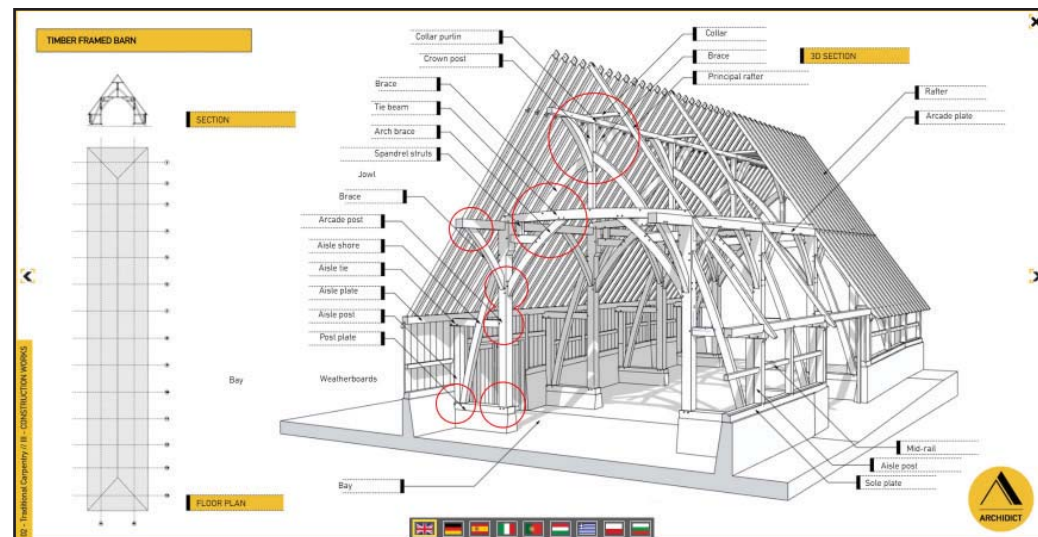 TIMBER FRAMED BARN
SECTION
FLOOR PLAN
3D SECTION
Collar purlin
Crown post
Brace
Tie beam
Arch brace
Spandrel struts
Jowl
Brace
Arcade post
Aisle shore
Aisle tie
Aisle plate
Aisle post
Post plate
Bay
Weatherboards
Bay
Collar
Brace
Principal rafter
Rafter
Arcade plate
Mid-rail
Aisle post
Sole plate
02 - Traditional Carpentry // III - CONSTRUCTION WORKS
ARCHIDICT